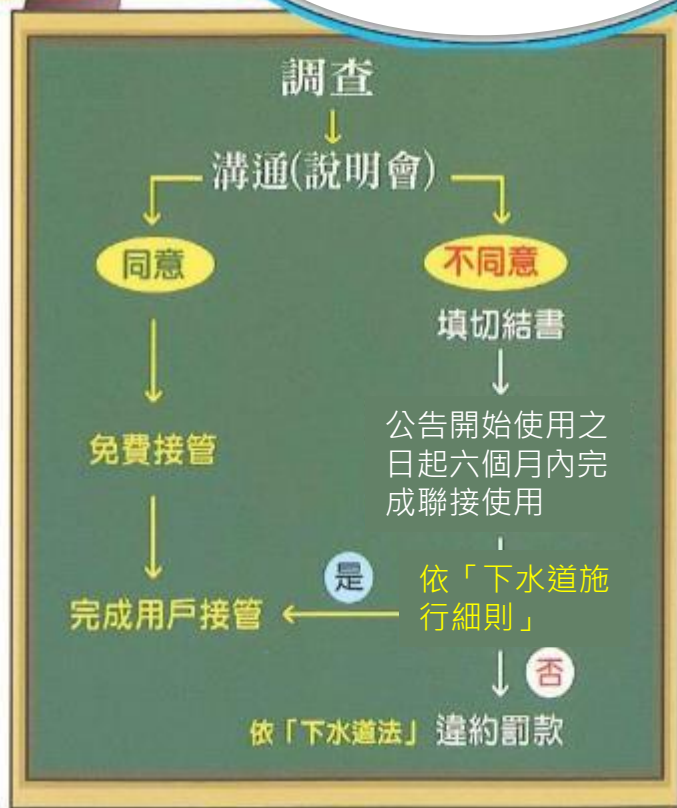 調查
溝通(說明會)
同意
不同意
填切結書
免費接管
公告開始使用之
日起六個月內完
成聯接使用
是
依「下水道施
行細則」
完成用戶接管
否
依「下水道法」違約罰款